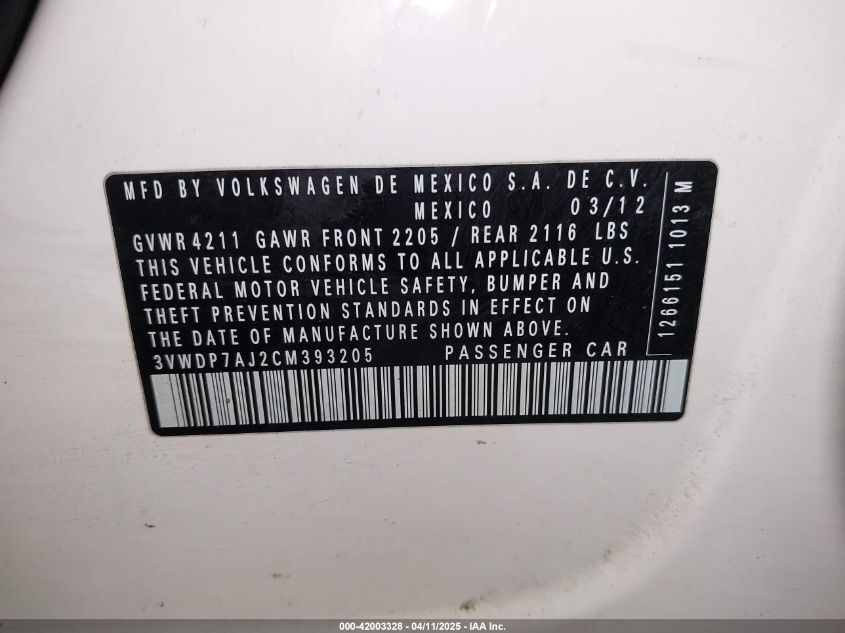 MFD BY VOLKSWAGEN DE MEXICO S.A. DE C.V.
MEXICO 03/12
GVWR 4211 GAWR FRONT 2205 / REAR 2116 LBS
THIS VEHICLE CONFORMS TO ALL APPLICABLE U.S.
FEDERAL MOTOR VEHICLE SAFETY, BUMPER AND
THEFT PREVENTION STANDARDS IN EFFECT ON
THE DATE OF MANUFACTURE SHOWN ABOVE.
3VWDP7AJ2CM393205 PASSENGER CAR
1266151 1013 M
000-42003328 - 04/11/2025 - IAA Inc.